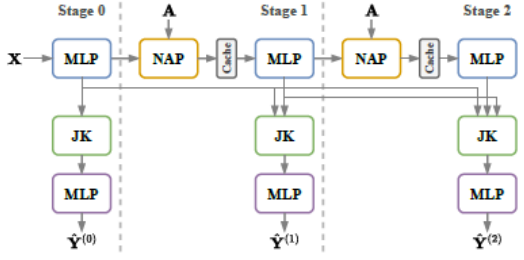 Stage 0 A Stage 1 A Stage 2
X MLP NAP Cache MLP NAP Cache MLP
JK JK JK
MLP MLP MLP
Ŷ⁽⁰⁾ Ŷ⁽¹⁾ Ŷ⁽²⁾